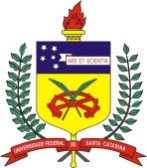 ARS ET SCIENTIA
UNIVERSIDADE FEDERAL DE SANTA CATARINA